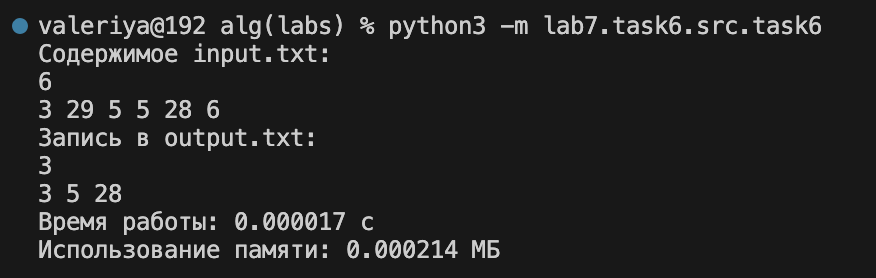 valeriya@192 alg(labs) % python3 -m lab7.task6.src.task6
Содержимое input.txt:
6
3 29 5 5 28 6
Запись в output.txt:
3
3 5 28
Время работы: 0.000017 с
Использование памяти: 0.000214 МБ